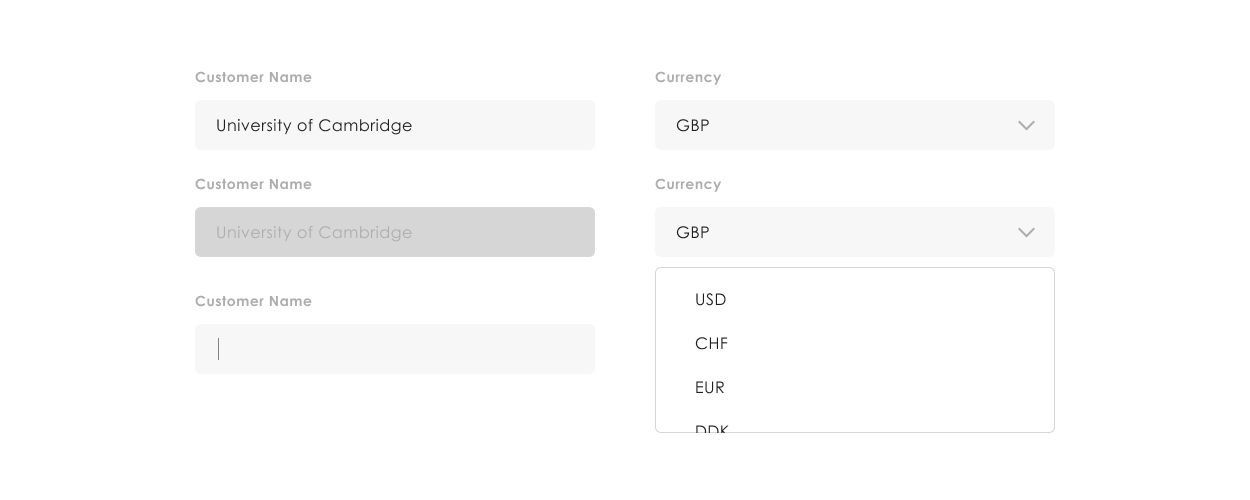 Customer Name
University of Cambridge
Customer Name
University of Cambridge
Customer Name
Currency
GBP
Currency
GBP
USD
CHF
EUR
DDK